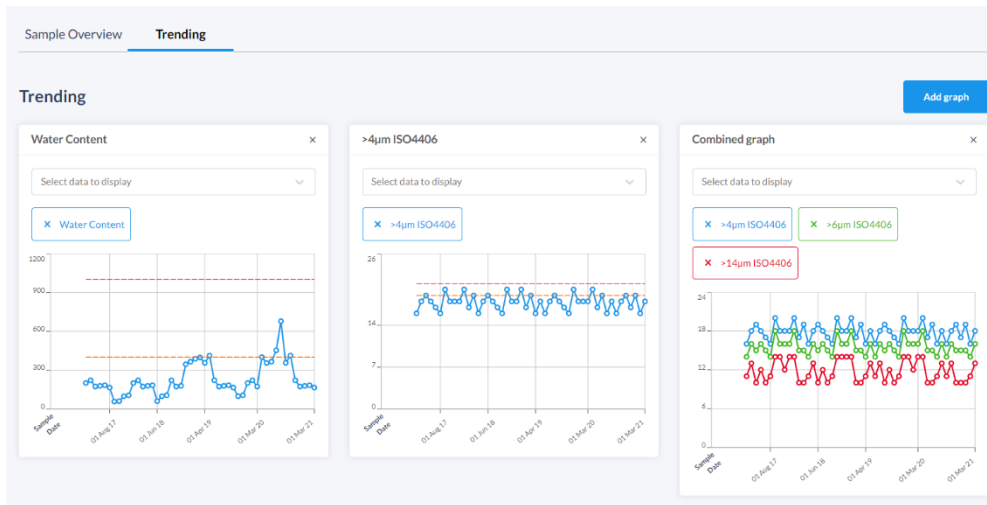 Sample Overview Trending
Trending
Add graph
Water Content ×
Select data to display
× Water Content
1200
900
600
300
0
Sample Date
01 Aug 17
01 Jun 18
01 Apr 19
01 Mar 20
01 Mar 21
>4μm ISO4406 ×
Select data to display
× >4μm ISO4406
26
14
7
0
Sample Date
01 Aug 17
01 Jun 18
01 Apr 19
01 Mar 20
01 Mar 21
Combined graph ×
Select data to display
× >4μm ISO4406 × >6μm ISO4406
× >14μm ISO4406
24
18
12
6
0
Sample Date
01 Aug 17
01 Jun 18
01 Apr 19
01 Mar 20
01 Mar 21